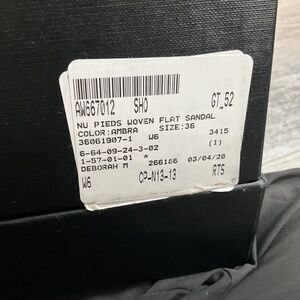 AW667012 SHO GT_52
NU PIEDS WOVEN FLAT SANDAL
COLOR:AMBRA SIZE:36
36061907-1 W6 3415
6-64-09-24-3-02 (1)
1-57-01-01 *
DEBORAH M 266186 03/04/20
W6 CP-N13-13 RTS